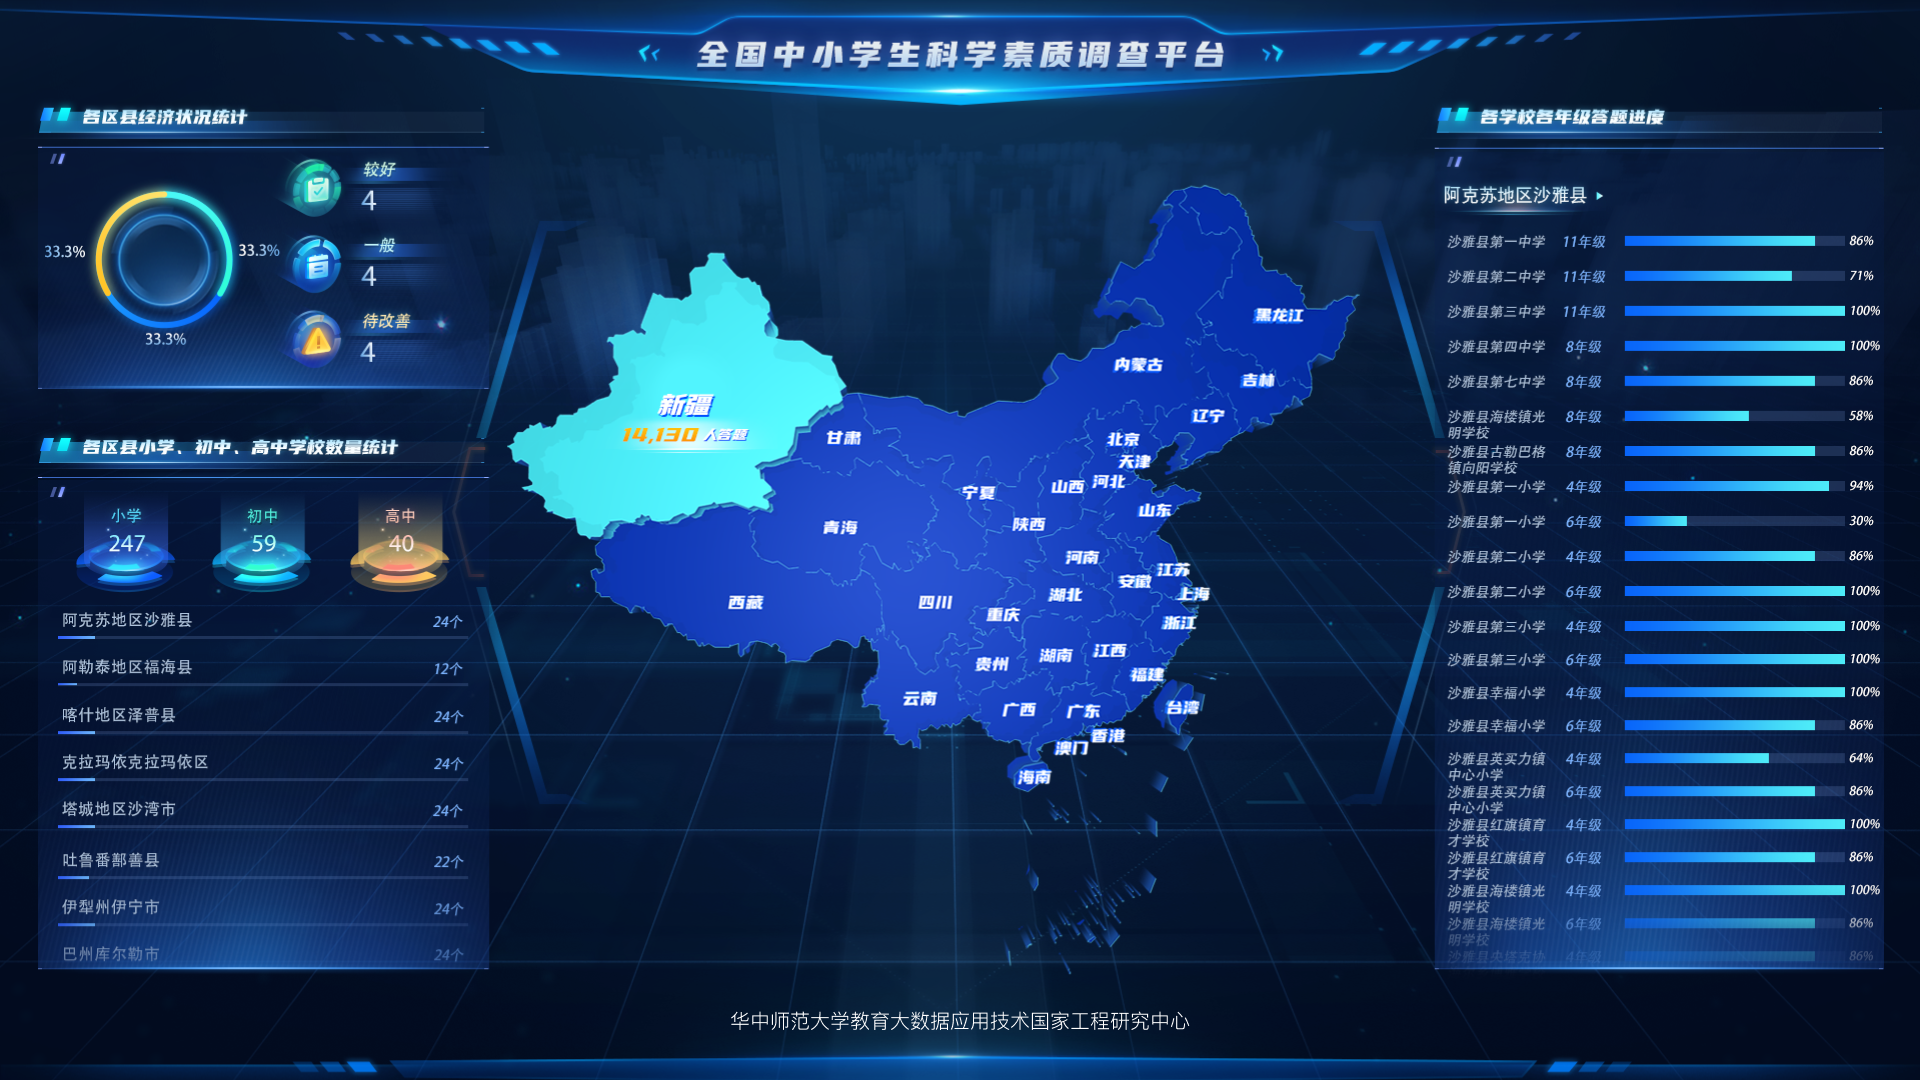 全国中小学生科学素质调查平台
各区县经济状况统计
33.3%
33.3%
33.3%
较好
4
一般
4
待改善
4
各区县小学、初中、高中学校数量统计
小学
247
初中
59
高中
40
阿克苏地区沙雅县 24个
阿勒泰地区福海县 12个
喀什地区泽普县 24个
克拉玛依克拉玛依区 24个
塔城地区沙湾市 24个
吐鲁番鄯善县 22个
伊犁州伊宁市 24个
巴州库尔勒市 24个
新疆
14,130人答题
黑龙江
内蒙古
吉林
辽宁
北京
甘肃
天津
河北
山西
宁夏
山东
陕西
青海
河南
江苏
安徽
上海
湖北
西藏
四川
重庆
浙江
江西
湖南
贵州
福建
云南
台湾
广西
广东
香港
澳门
海南
各学校各年级答题进度
阿克苏地区沙雅县
沙雅县第一中学 11年级 86%
沙雅县第二中学 11年级 71%
沙雅县第三中学 11年级 100%
沙雅县第四中学 8年级 100%
沙雅县第七中学 8年级 86%
沙雅县海楼镇光 8年级 58%
明学校
沙雅县古勒巴格 8年级 86%
镇向阳学校
沙雅县第一小学 4年级 94%
沙雅县第一小学 6年级 30%
沙雅县第二小学 4年级 86%
沙雅县第二小学 6年级 100%
沙雅县第三小学 4年级 100%
沙雅县第三小学 6年级 100%
沙雅县幸福小学 4年级 100%
沙雅县幸福小学 6年级 86%
沙雅县英买力镇 4年级 64%
中心小学
沙雅县英买力镇 6年级 86%
中心小学
沙雅县红旗镇育 4年级 100%
才学校
沙雅县红旗镇育 6年级 86%
才学校
沙雅县海楼镇光 4年级 100%
明学校
沙雅县海楼镇光 6年级 86%
明学校
沙雅县央塔克协 4年级 86%
华中师范大学教育大数据应用技术国家工程研究中心